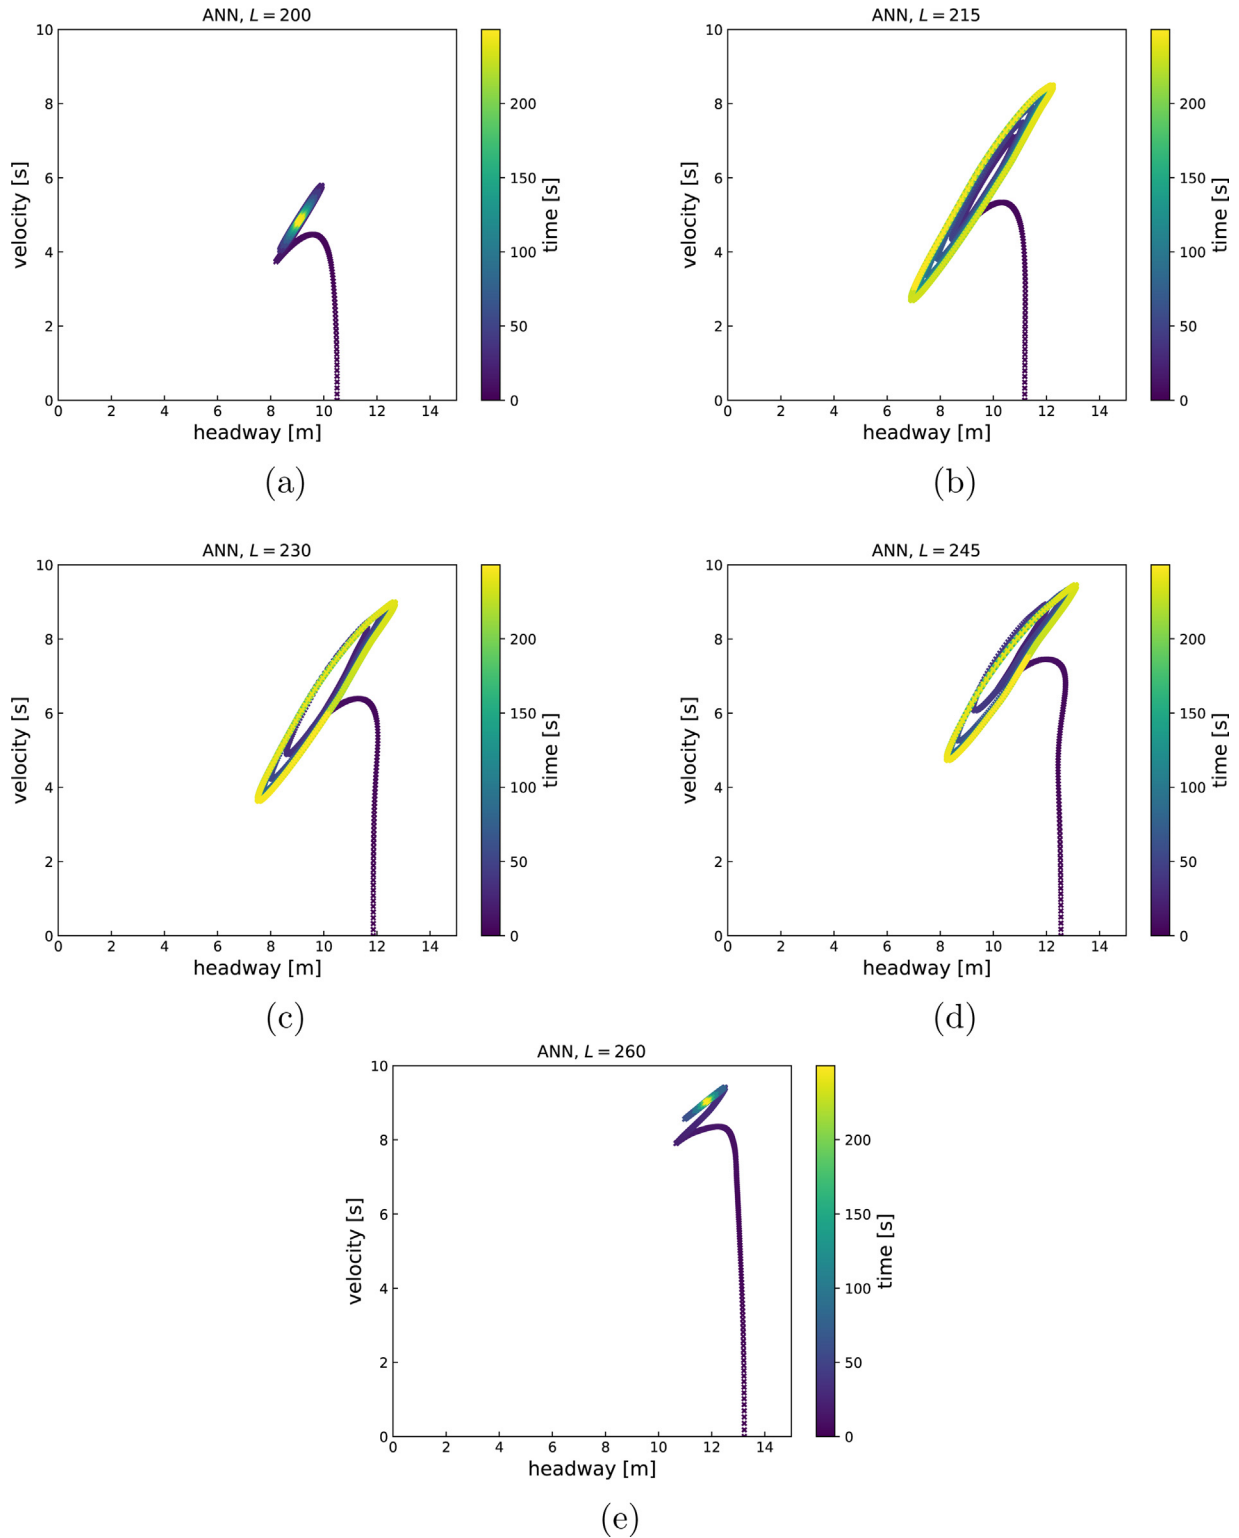 ANN, L = 200
10
8
6
4
2
0
velocity [s]
0 2 4 6 8 10 12 14
headway [m]
200
150
100
50
0
time [s]
(a)
ANN, L = 215
10
8
6
4
2
0
velocity [s]
0 2 4 6 8 10 12 14
headway [m]
200
150
100
50
0
time [s]
(b)
ANN, L = 230
10
8
6
4
2
0
velocity [s]
0 2 4 6 8 10 12 14
headway [m]
200
150
100
50
0
time [s]
(c)
ANN, L = 245
10
8
6
4
2
0
velocity [s]
0 2 4 6 8 10 12 14
headway [m]
200
150
100
50
0
time [s]
(d)
ANN, L = 260
10
8
6
4
2
0
velocity [s]
0 2 4 6 8 10 12 14
headway [m]
200
150
100
50
0
time [s]
(e)